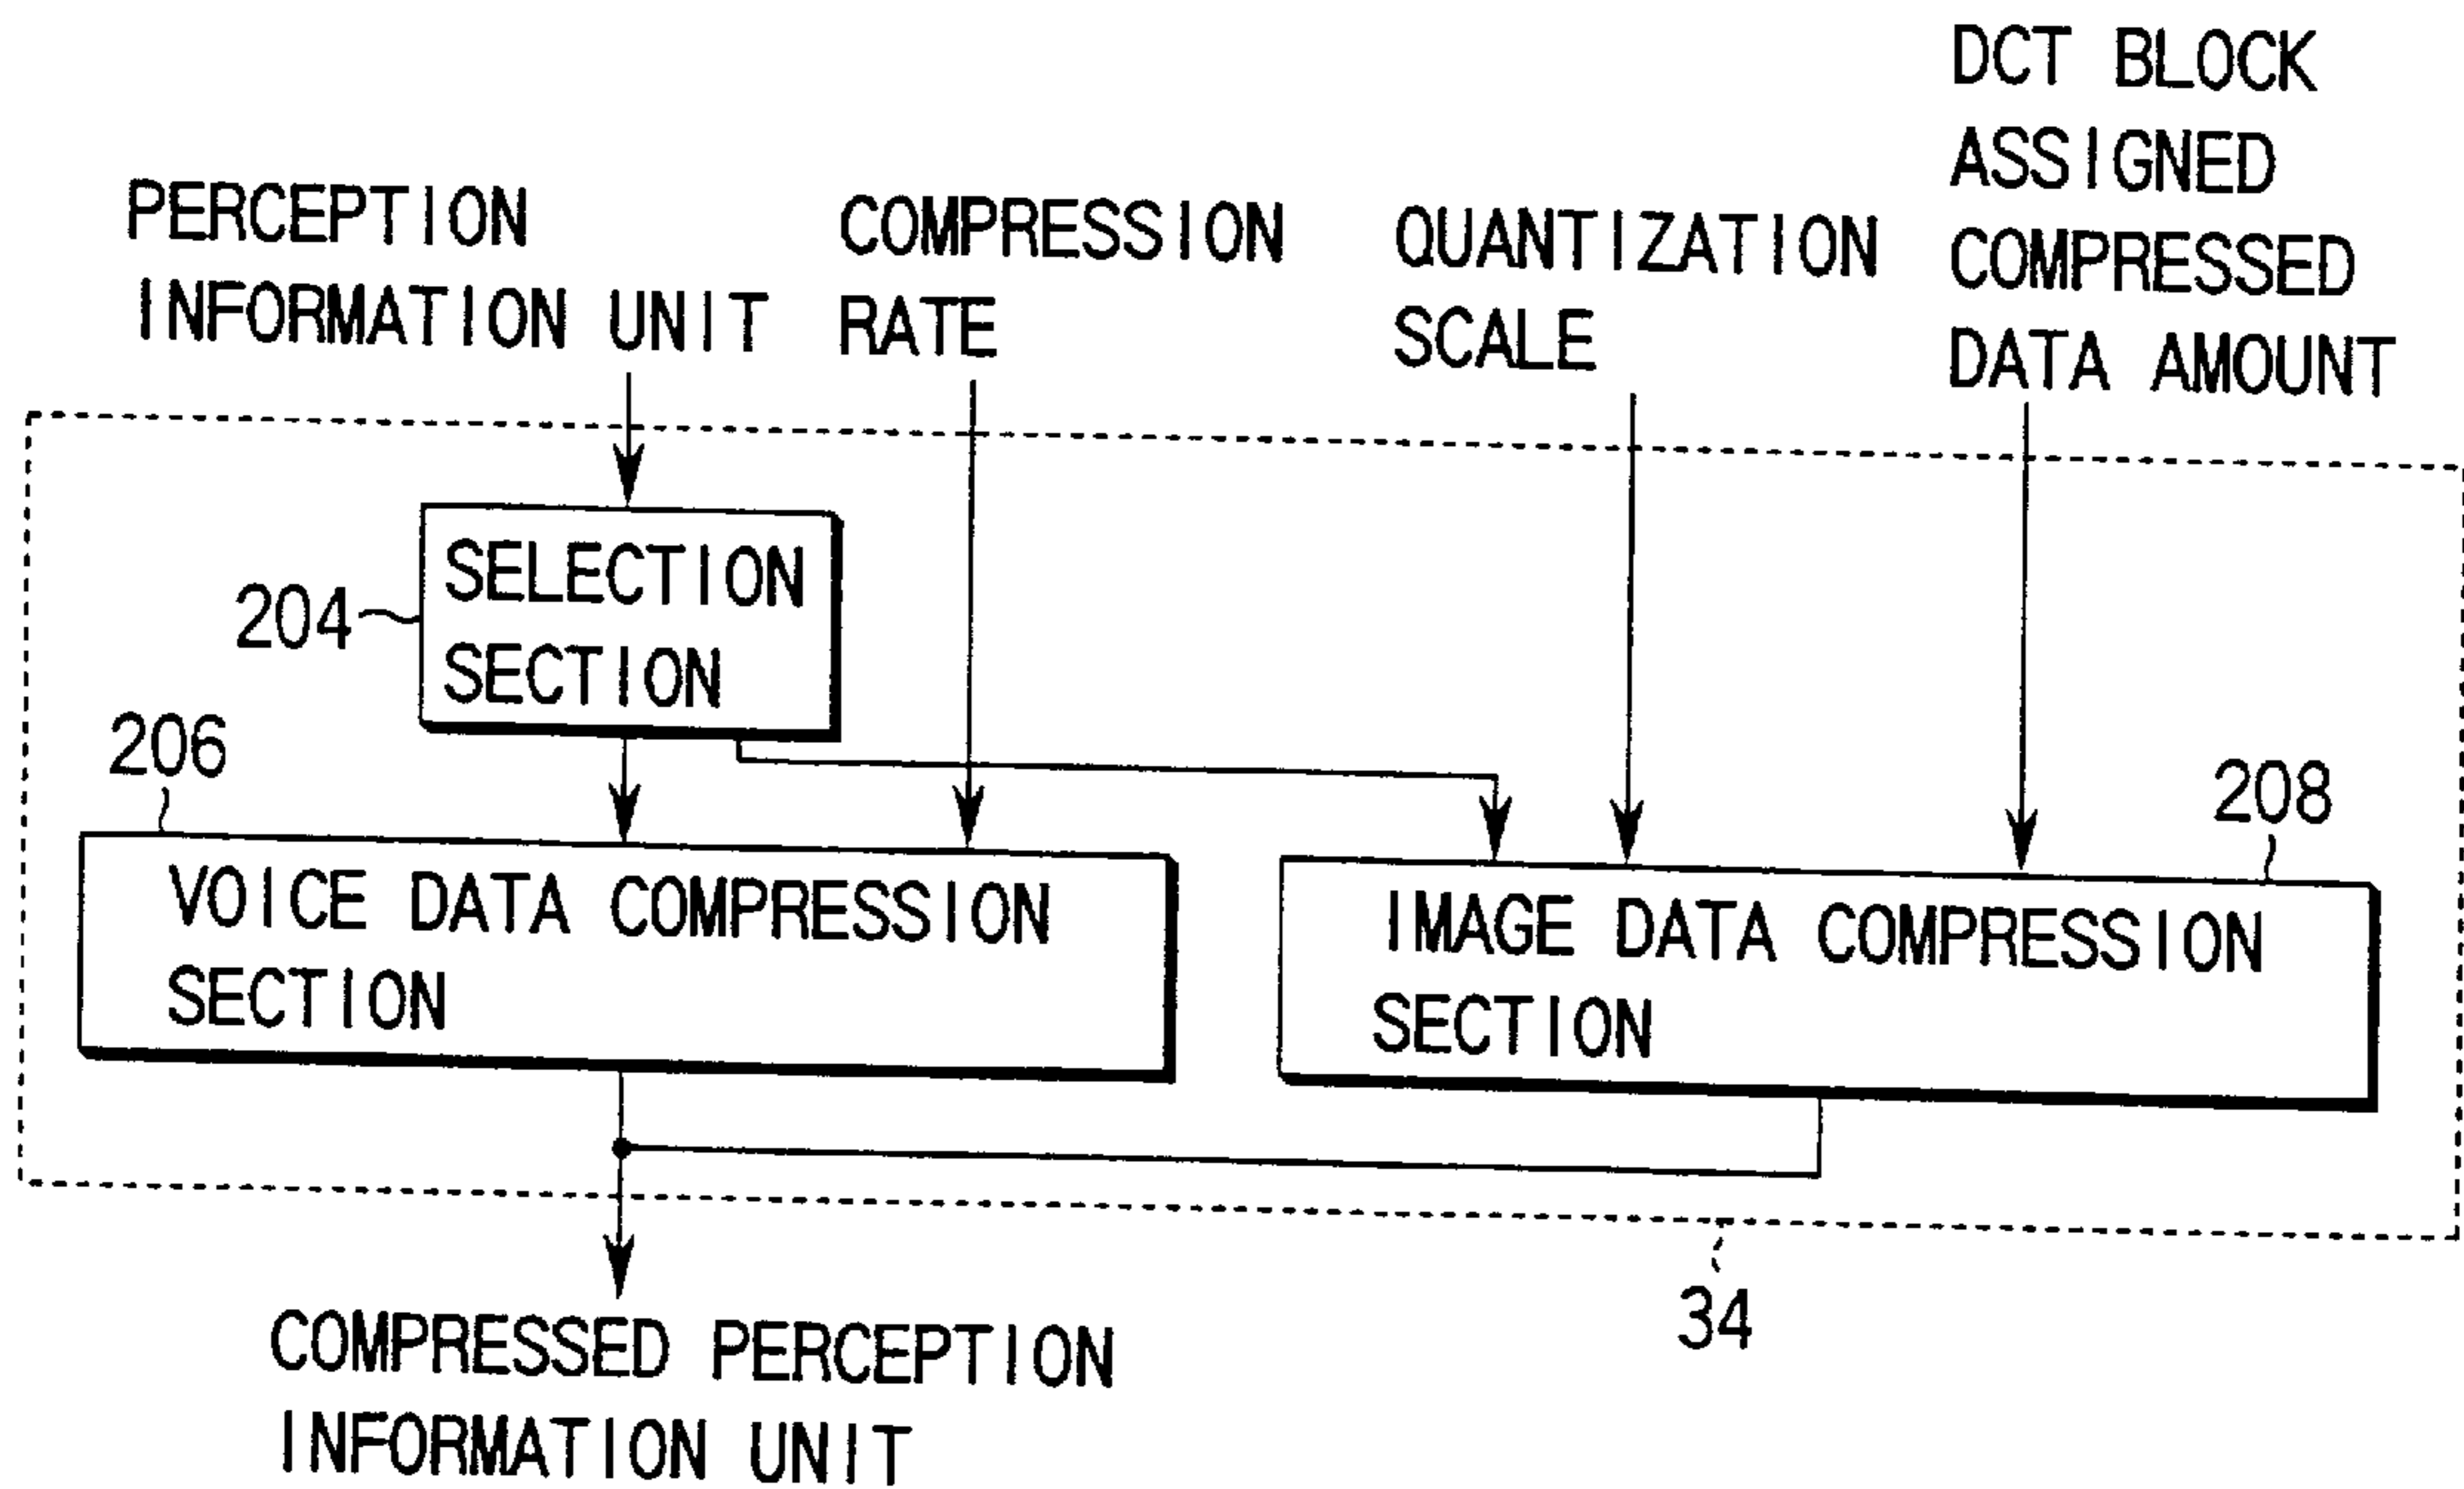 PERCEPTION
INFORMATION UNIT
COMPRESSION
RATE
QUANTIZATION
SCALE
DCT BLOCK
ASSIGNED
COMPRESSED
DATA AMOUNT
204
SELECTION
SECTION
206
VOICE DATA COMPRESSION
SECTION
208
IMAGE DATA COMPRESSION
SECTION
34
COMPRESSED PERCEPTION
INFORMATION UNIT